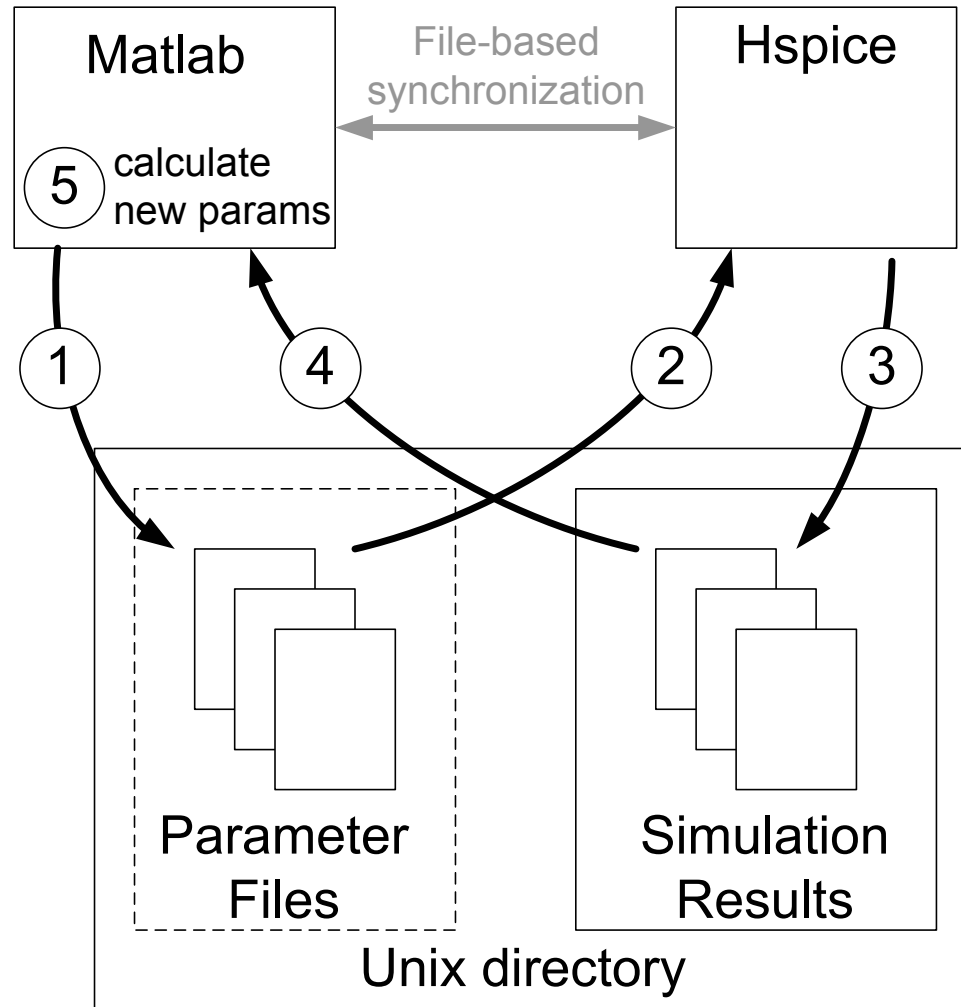 Matlab
File-based
synchronization
Hspice
5
calculate
new params
1
4
2
3
Parameter
Files
Simulation
Results
Unix directory